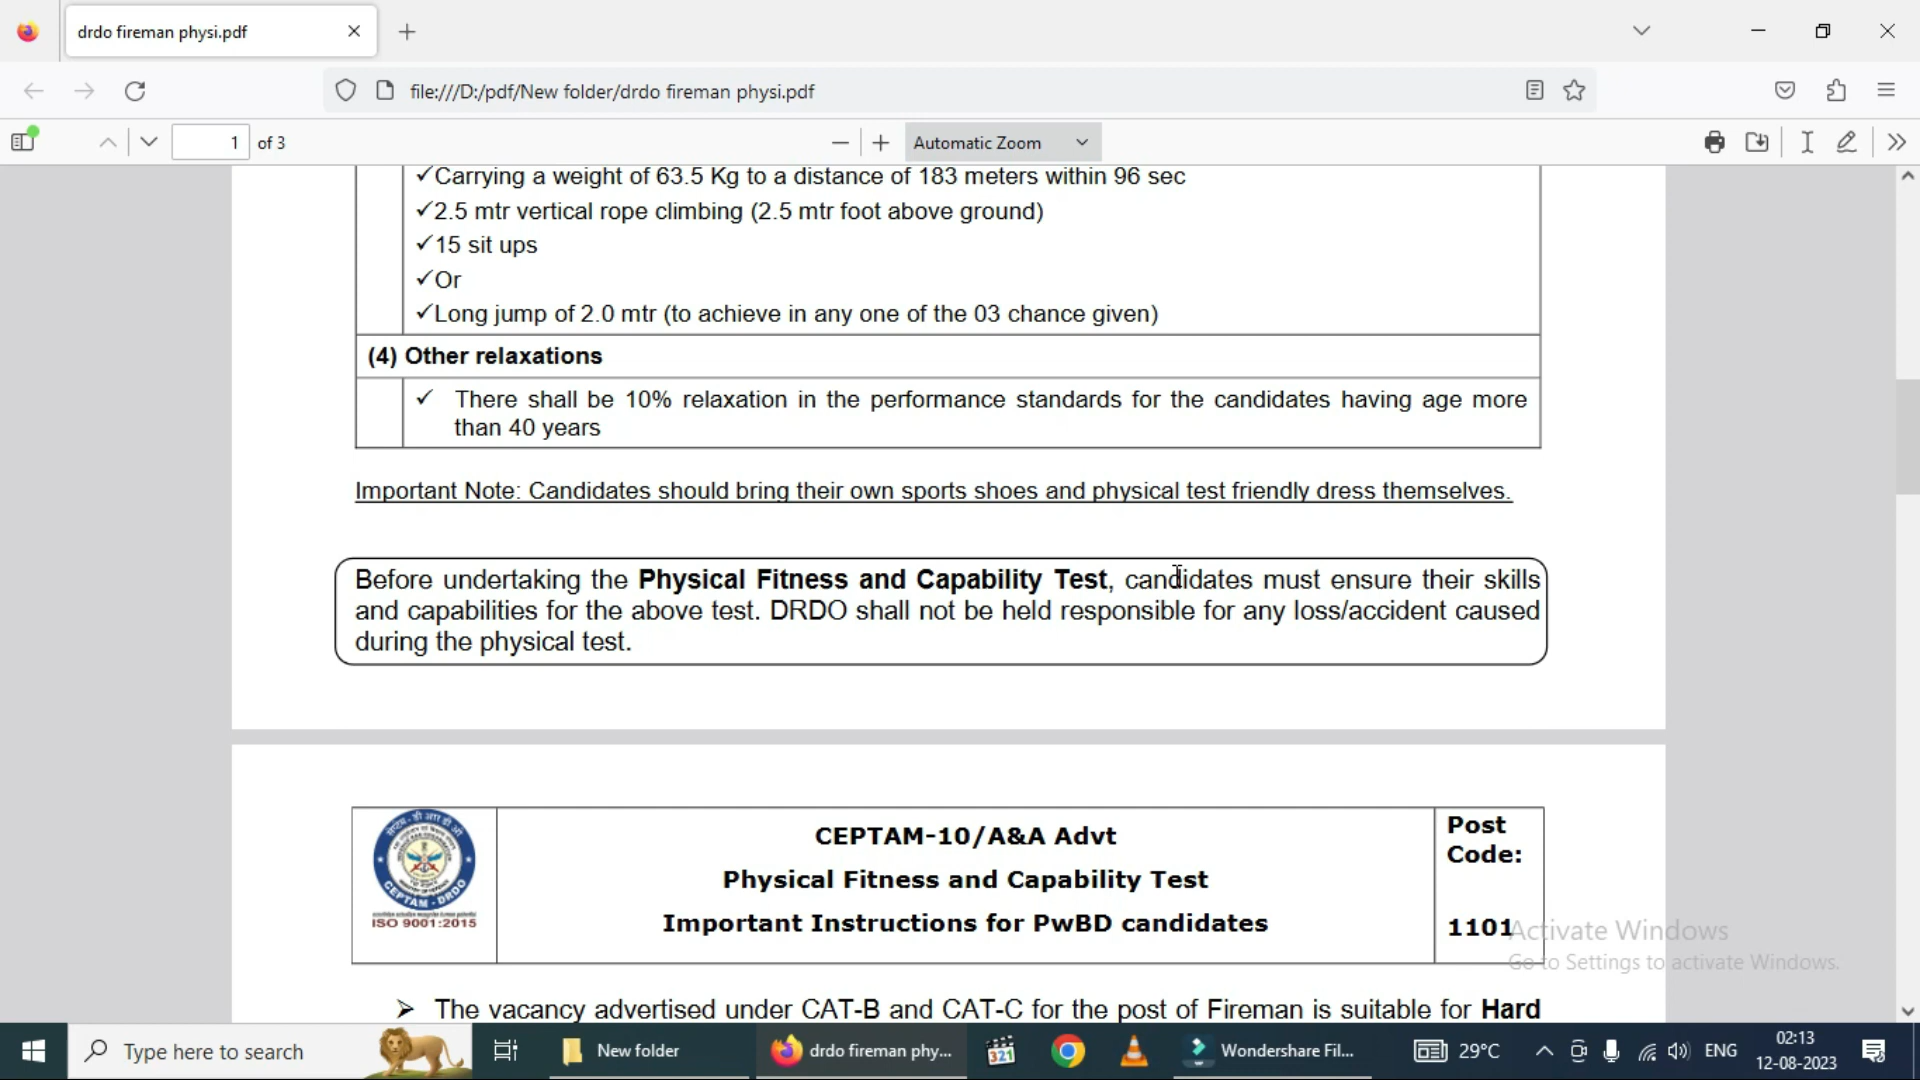 drdo fireman physi.pdf
file:///D:/pdf/New folder/drdo fireman physi.pdf
1 of 3
Automatic Zoom
✓Carrying a weight of 63.5 Kg to a distance of 183 meters within 96 sec
✓2.5 mtr vertical rope climbing (2.5 mtr foot above ground)
✓15 sit ups
✓Or
✓Long jump of 2.0 mtr (to achieve in any one of the 03 chance given)
(4) Other relaxations
✓ There shall be 10% relaxation in the performance standards for the candidates having age more
than 40 years
Important Note: Candidates should bring their own sports shoes and physical test friendly dress themselves.
Before undertaking the Physical Fitness and Capability Test, candidates must ensure their skills
and capabilities for the above test. DRDO shall not be held responsible for any loss/accident caused
during the physical test.
CEPTAM - DRDO
ISO 9001:2015
CEPTAM-10/A&A Advt
Physical Fitness and Capability Test
Important Instructions for PwBD candidates
Post
Code:
1101
Activate Windows
Go to Settings to activate Windows.
➢ The vacancy advertised under CAT-B and CAT-C for the post of Fireman is suitable for Hard
Type here to search
New folder
drdo fireman phy...
321
Wondershare Fil...
29°C
ENG
02:13
12-08-2023